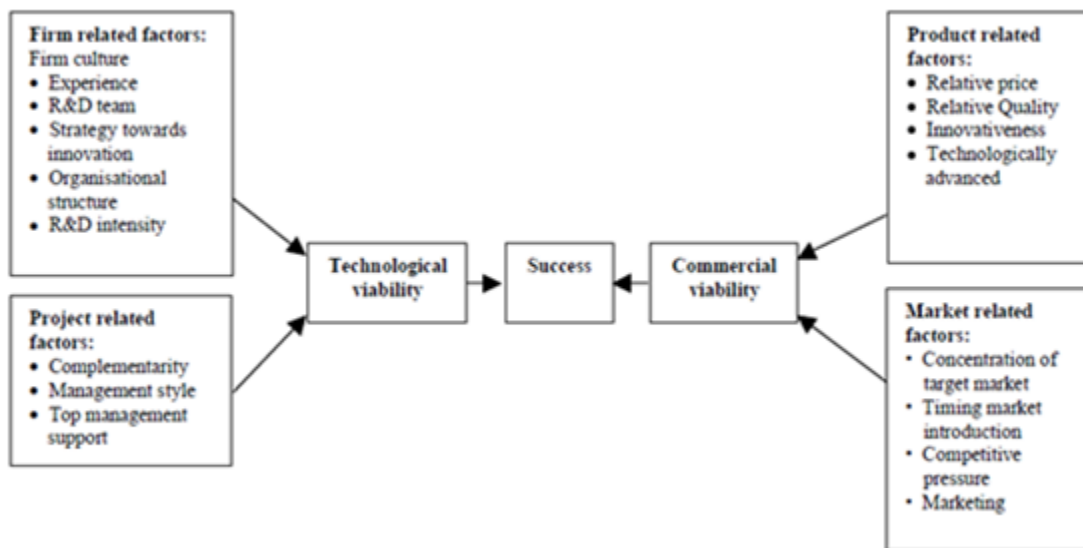 Firm related factors:
Firm culture
• Experience
• R&D team
• Strategy towards
innovation
• Organisational
structure
• R&D intensity
Project related
factors:
• Complementarity
• Management style
• Top management
support
Technological
viability
Success
Commercial
viability
Product related
factors:
• Relative price
• Relative Quality
• Innovativeness
• Technologically
advanced
Market related
factors:
• Concentration of
target market
• Timing market
introduction
• Competitive
pressure
• Marketing